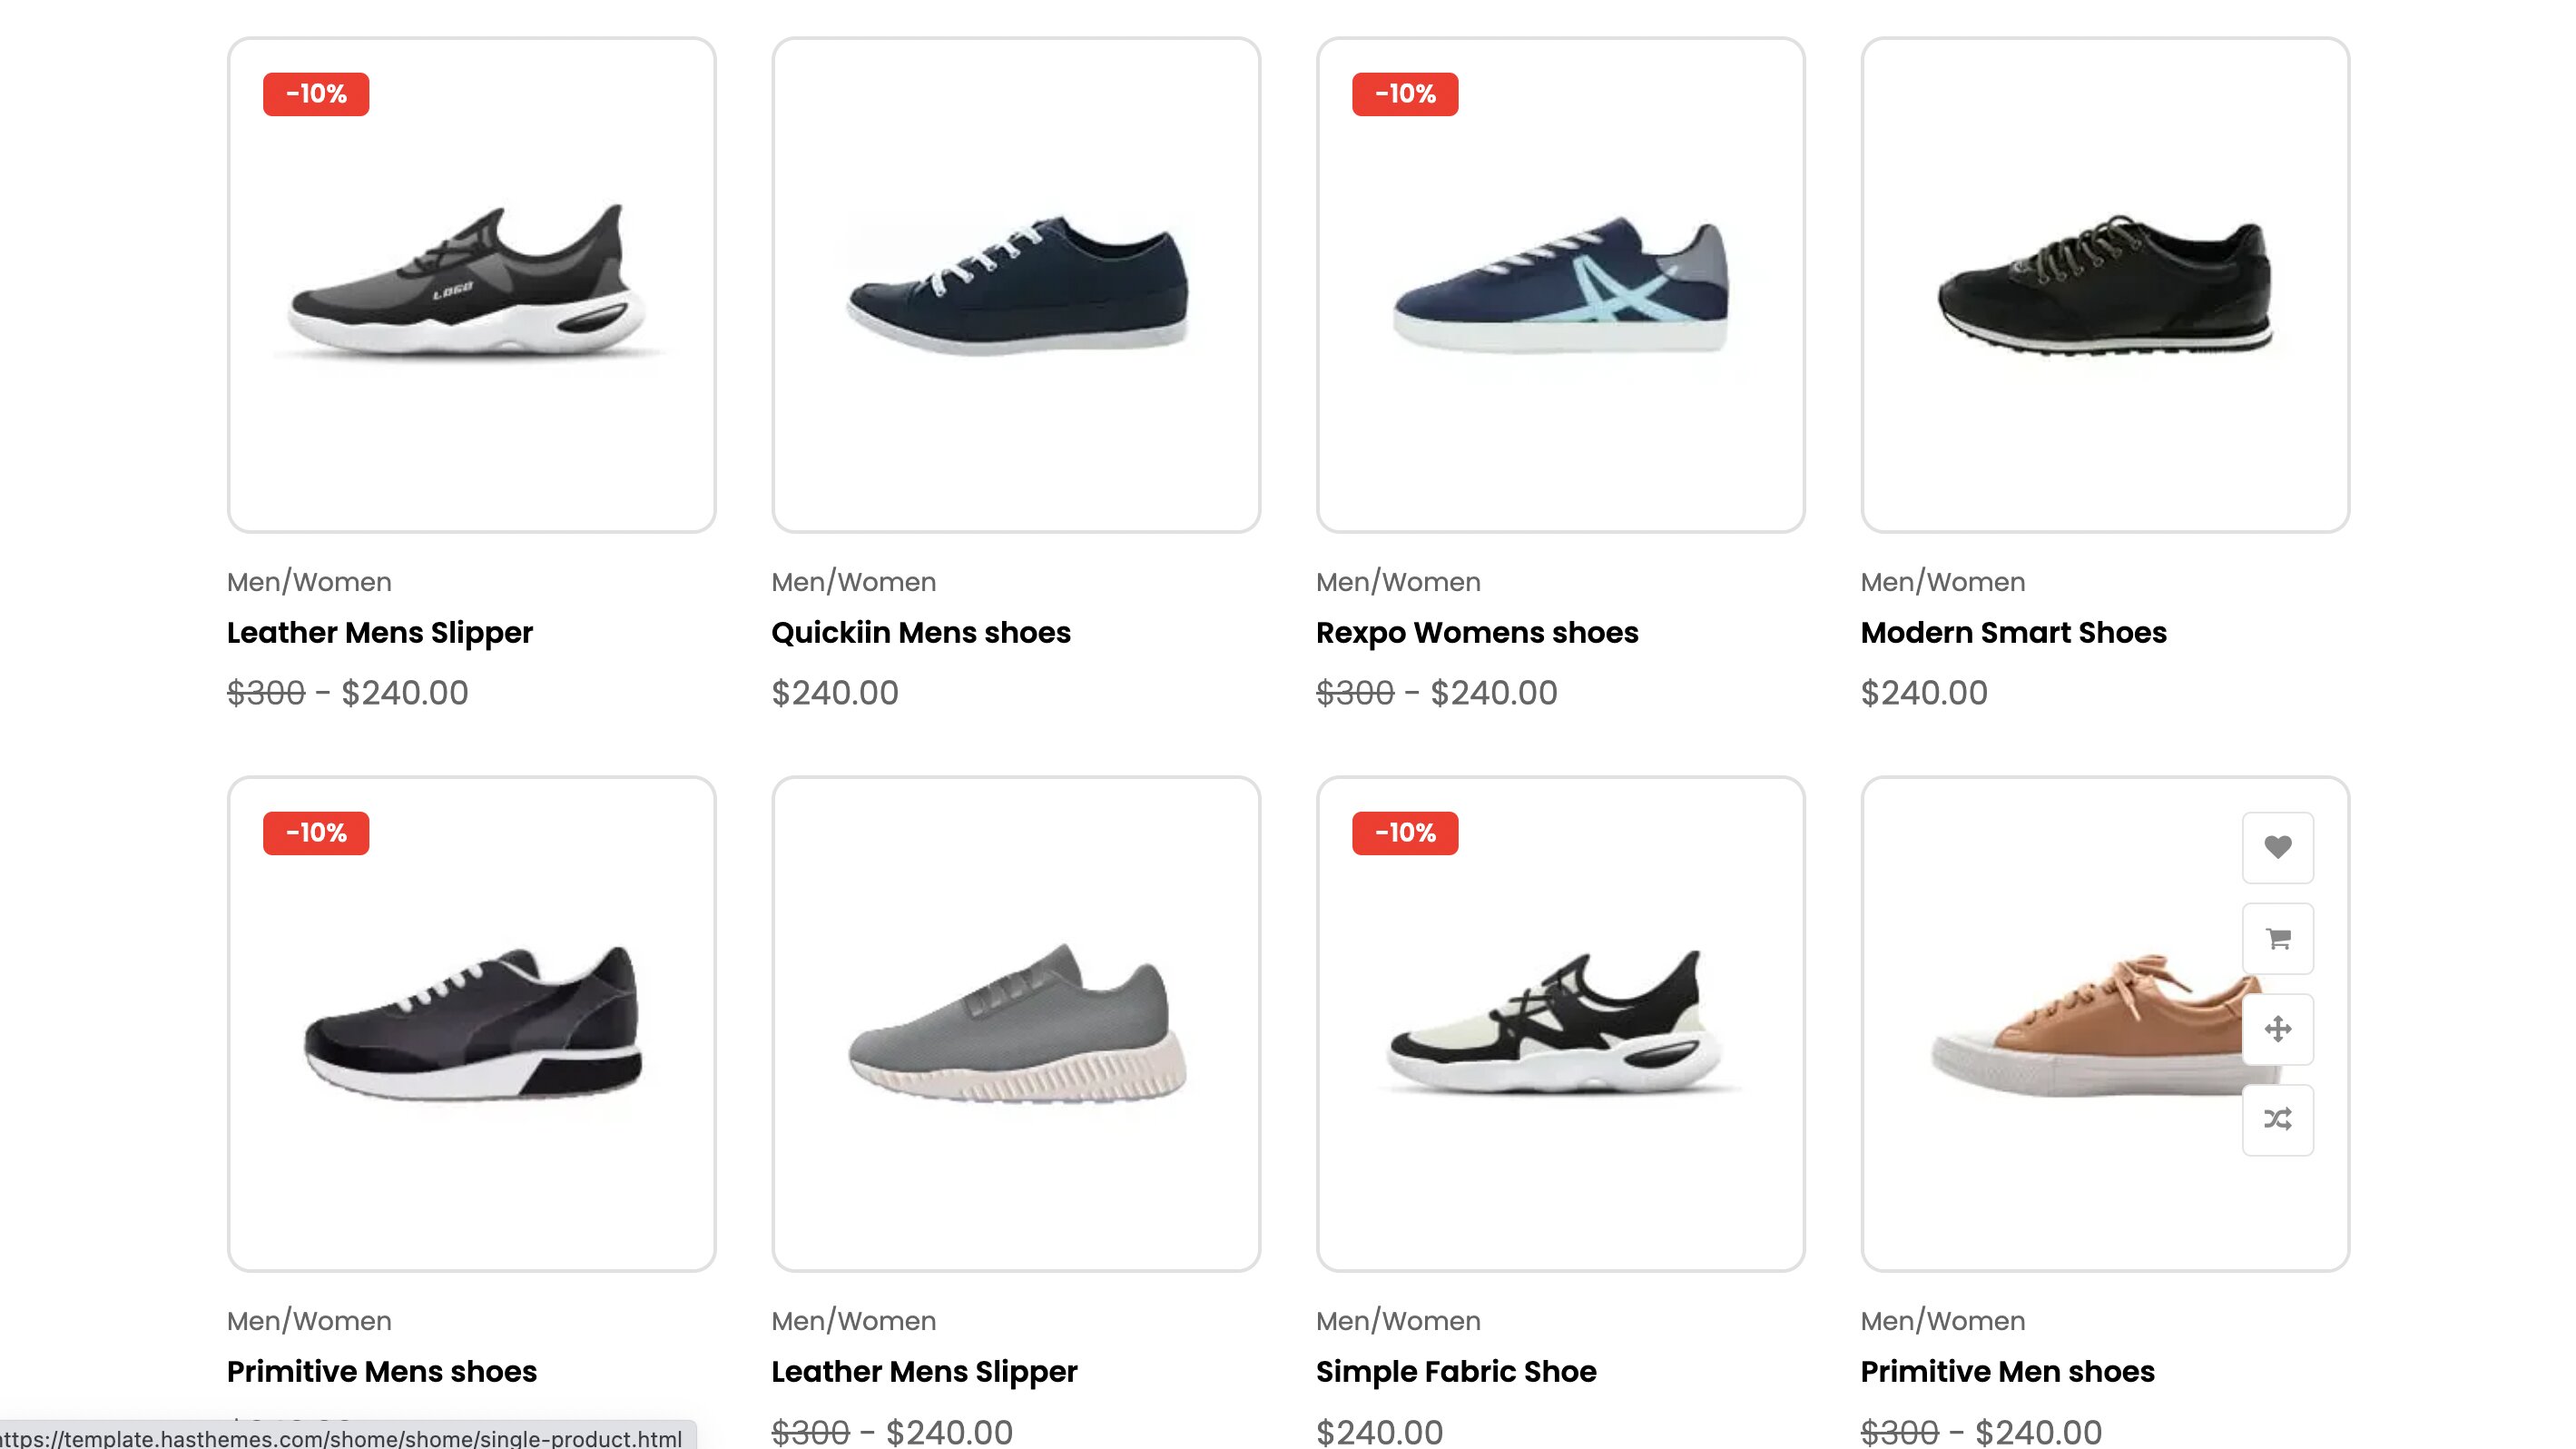 -10%
-10%
LOGO
Men/Women
Men/Women
Men/Women
Men/Women
Leather Mens Slipper
Quickiin Mens shoes
Rexpo Womens shoes
Modern Smart Shoes
$300 - $240.00
$240.00
$300 - $240.00
$240.00
-10%
-10%
Men/Women
Men/Women
Men/Women
Men/Women
Primitive Mens shoes
Leather Mens Slipper
Simple Fabric Shoe
Primitive Men shoes
$300 - $240.00
$240.00
$300 - $240.00
https://template.hasthemes.com/shome/shome/single-product.html